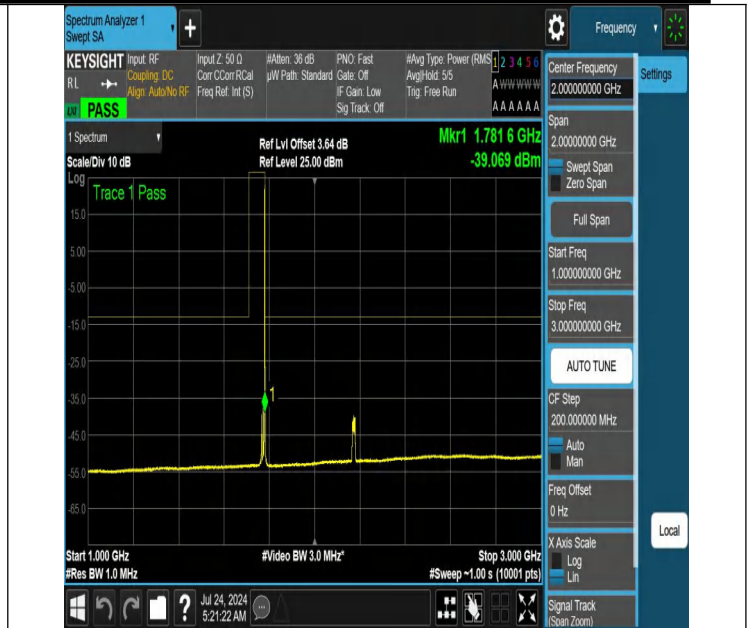 Spectrum Analyzer 1
Swept SA
Frequency
KEYSIGHT
RL
PASS
Input: RF
Coupling: DC
Align: Auto/No RF
Input Z: 50 Ω
Corr CCorr RCal
Freq Ref: Int (S)
#Atten: 36 dB
µW Path: Standard
PNO: Fast
Gate: Off
IF Gain: Low
Sig Track: Off
#Avg Type: Power (RMS
Avg|Hold: 5/5
Trig: Free Run
1 2 3 4 5 6
A W W W W W
A A A A A A
Settings
Center Frequency
2.000000000 GHz
Span
2.00000000 GHz
Swept Span
Zero Span
Full Span
Start Freq
1.000000000 GHz
Stop Freq
3.000000000 GHz
AUTO TUNE
CF Step
200.000000 MHz
Auto
Man
Freq Offset
0 Hz
X Axis Scale
Log
Lin
Signal Track
(Span Zoom)
Local
1 Spectrum
Scale/Div 10 dB
Log
Ref Lvl Offset 3.64 dB
Ref Level 25.00 dBm
Mkr1 1.781 6 GHz
-39.069 dBm
Trace 1 Pass
15.0
5.00
-5.00
-15.0
-25.0
-35.0
-45.0
-55.0
-65.0
1
Start 1.000 GHz
#Res BW 1.0 MHz
#Video BW 3.0 MHz*
Stop 3.000 GHz
#Sweep ~1.00 s (10001 pts)
Jul 24, 2024
5:21:22 AM